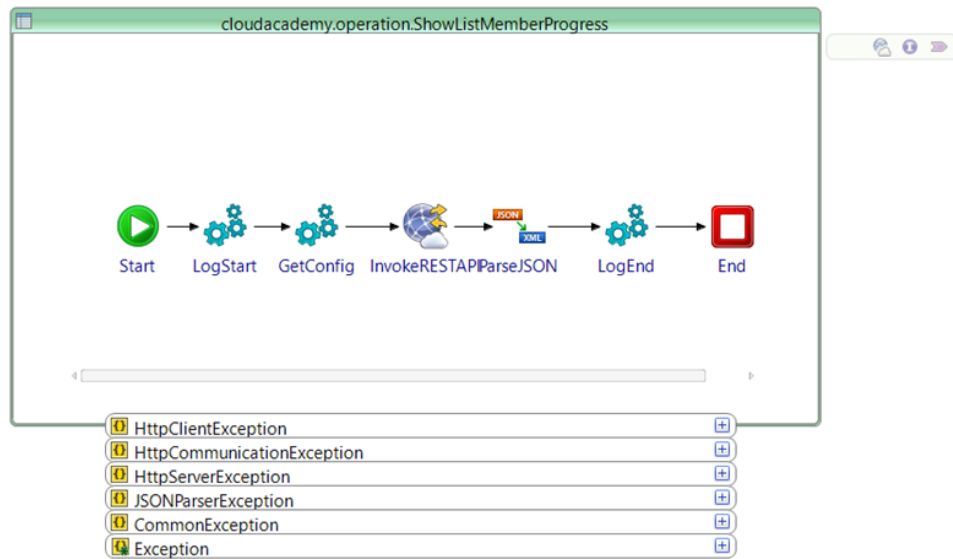 cloudacademy.operation.ShowListMemberProgress
JSON
XML
Start
LogStart
GetConfig
InvokeRESTAPI
ParseJSON
LogEnd
End
HttpClientException
HttpCommunicationException
HttpServerException
JSONParserException
CommonException
Exception